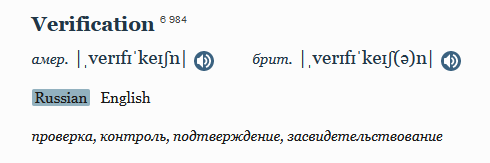 Verification 6 984
амер. |ˌverɪfɪˈkeɪʃn| брит. |ˌverɪfɪˈkeɪʃ(ə)n|
Russian English
проверка, контроль, подтверждение, засвидетельствование